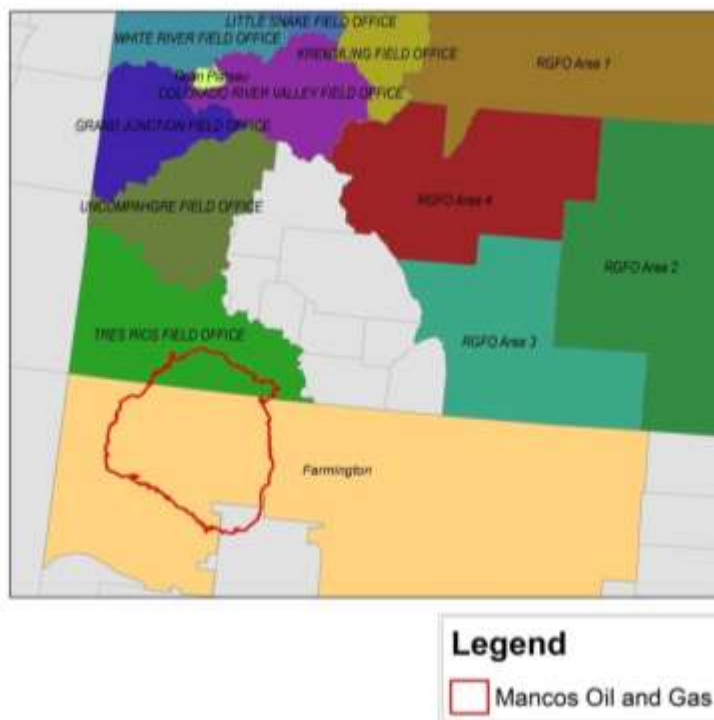 LITTLE SNAKE FIELD OFFICE
WHITE RIVER FIELD OFFICE
KREMMLING FIELD OFFICE
RGFO Area 1
Roan Plateau
COLORADO RIVER VALLEY FIELD OFFICE
GRAND JUNCTION FIELD OFFICE
RGFO Area 4
UNCOMPAHGRE FIELD OFFICE
RGFO Area 2
TRES RIOS FIELD OFFICE
RGFO Area 3
Farmington
Legend
Mancos Oil and Gas